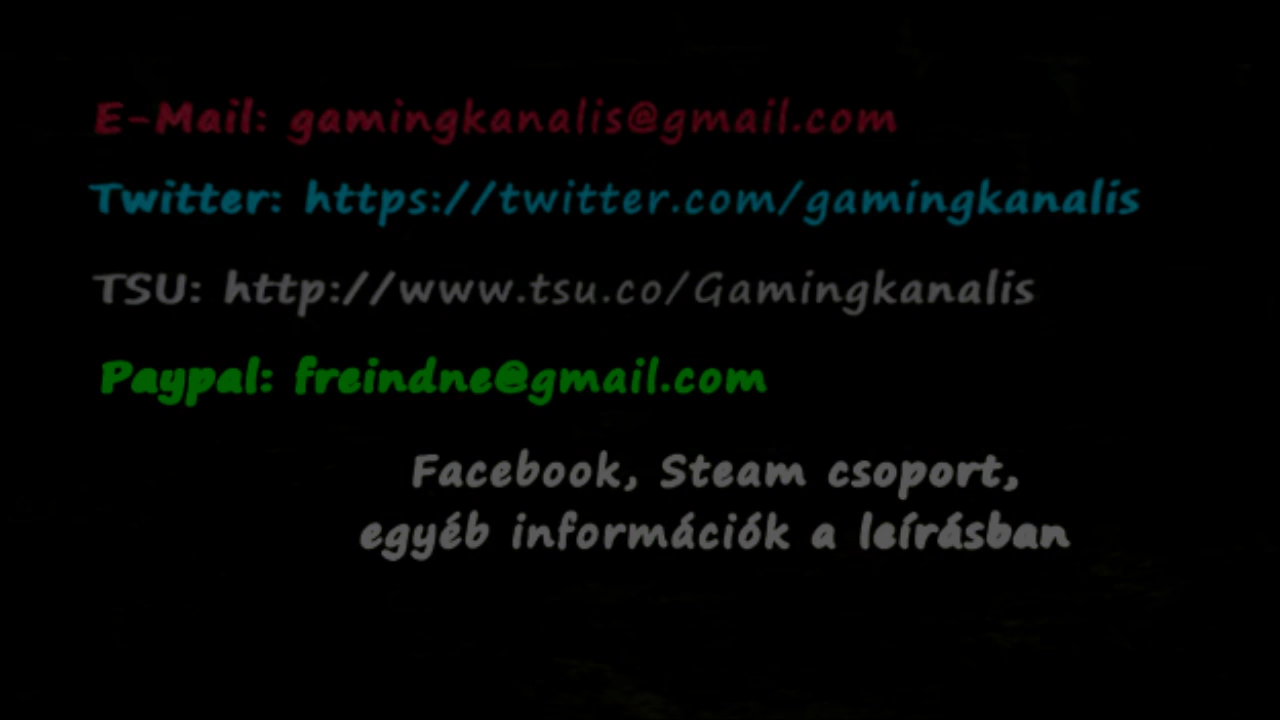 E-Mail: gamingkanalis@gmail.com
Twitter: https://twitter.com/gamingkanalis
TSU: http://www.tsu.co/Gamingkanalis
Paypal: freindne@gmail.com
Facebook, Steam csoport,
egyéb információk a leírásban